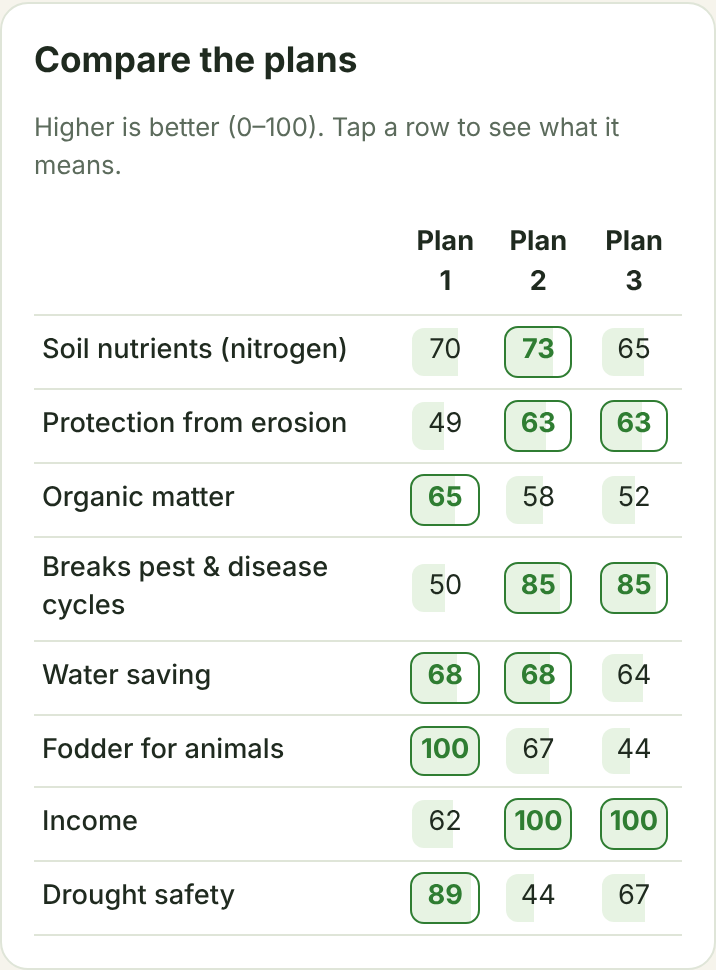 Compare the plans
Higher is better (0–100). Tap a row to see what it
means.
Plan 1 Plan 2 Plan 3
Soil nutrients (nitrogen) 70 73 65
Protection from erosion 49 63 63
Organic matter 65 58 52
Breaks pest & disease
cycles 50 85 85
Water saving 68 68 64
Fodder for animals 100 67 44
Income 62 100 100
Drought safety 89 44 67